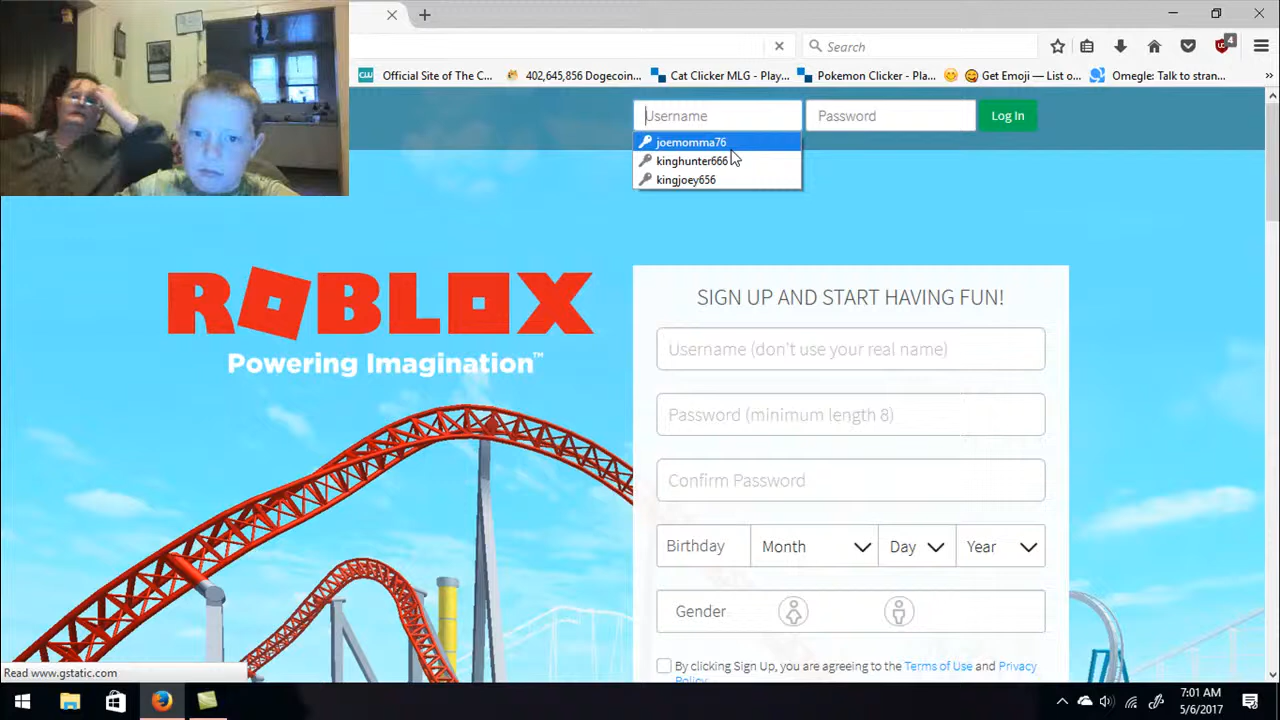 Search
4
Official Site of The C...
402,645,856 Dogecoin...
Cat Clicker MLG - Play...
Pokemon Clicker - Pla...
Get Emoji — List o...
Omegle: Talk to stran...
»
Username
Password
Log In
joemomma76
kinghunter666
kingjoey656
ROBLOX
Powering Imagination™
SIGN UP AND START HAVING FUN!
Username (don't use your real name)
Password (minimum length 8)
Confirm Password
Birthday
Month
Day
Year
Gender
By clicking Sign Up, you are agreeing to the Terms of Use and Privacy
Policy
Read www.gstatic.com
7:01 AM
5/6/2017